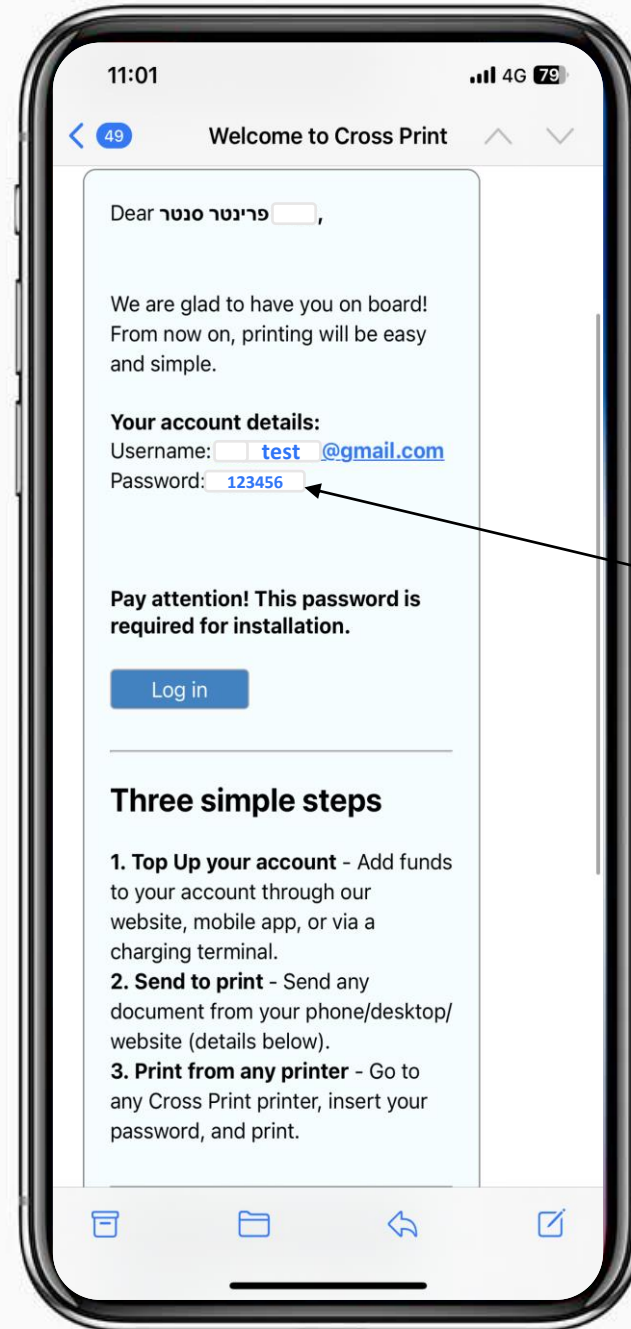 11:01 4G 79
49 Welcome to Cross Print
Dear פרינטר סנטר ,
We are glad to have you on board!
From now on, printing will be easy
and simple.
Your account details:
Username: test @gmail.com
Password: 123456
Pay attention! This password is
required for installation.
Log in
Three simple steps
1. Top Up your account - Add funds
to your account through our
website, mobile app, or via a
charging terminal.
2. Send to print - Send any
document from your phone/desktop/
website (details below).
3. Print from any printer - Go to
any Cross Print printer, insert your
password, and print.